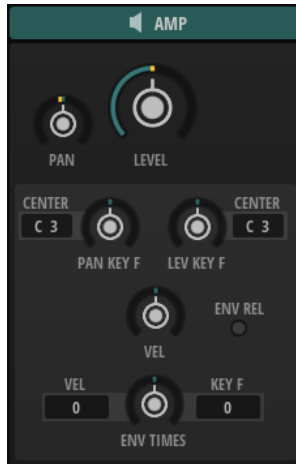 AMP
PAN LEVEL
CENTER CENTER
C 3 C 3
PAN KEY F LEV KEY F
ENV REL
VEL
VEL KEY F
0 0
ENV TIMES